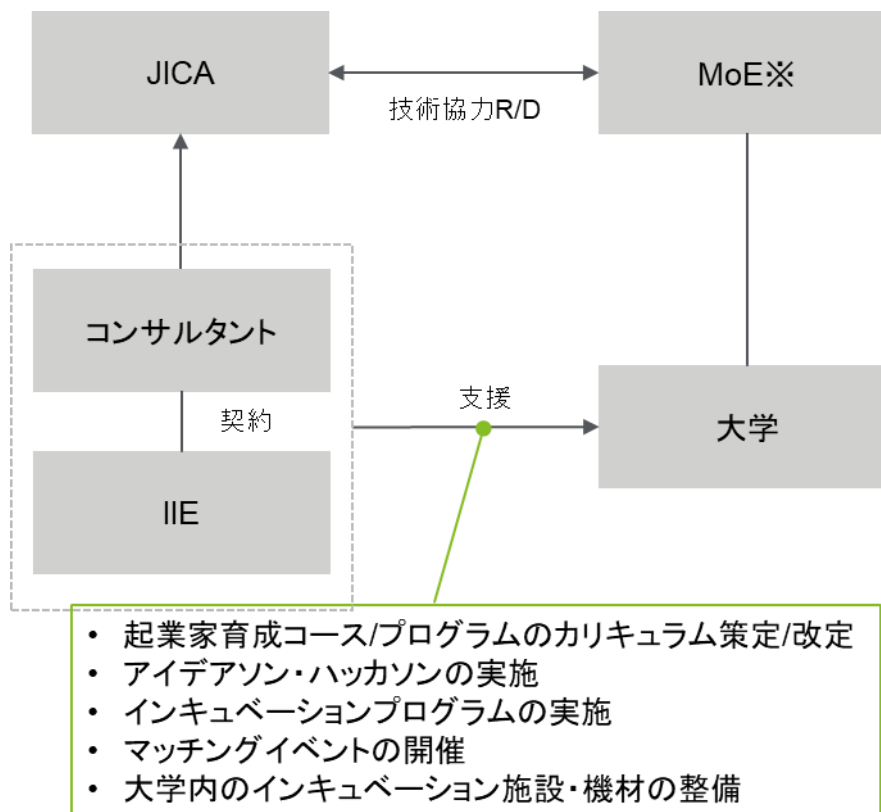 JICA
MoE※
技術協力R/D
コンサルタント
契約
支援
大学
IIE
• 起業家育成コース/プログラムのカリキュラム策定/改定
• アイデアソン・ハッカソンの実施
• インキュベーションプログラムの実施
• マッチングイベントの開催
• 大学内のインキュベーション施設・機材の整備